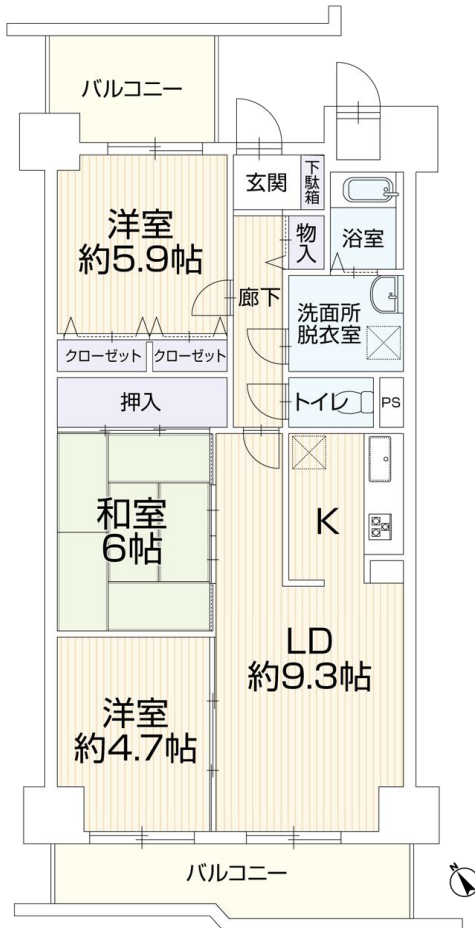 バルコニー
玄関
下駄箱
洋室
約5.9帖
物入
浴室
廊下
洗面所
脱衣室
クローゼット
クローゼット
押入
トイレ
PS
和室
6帖
K
LD
約9.3帖
洋室
約4.7帖
バルコニー
N